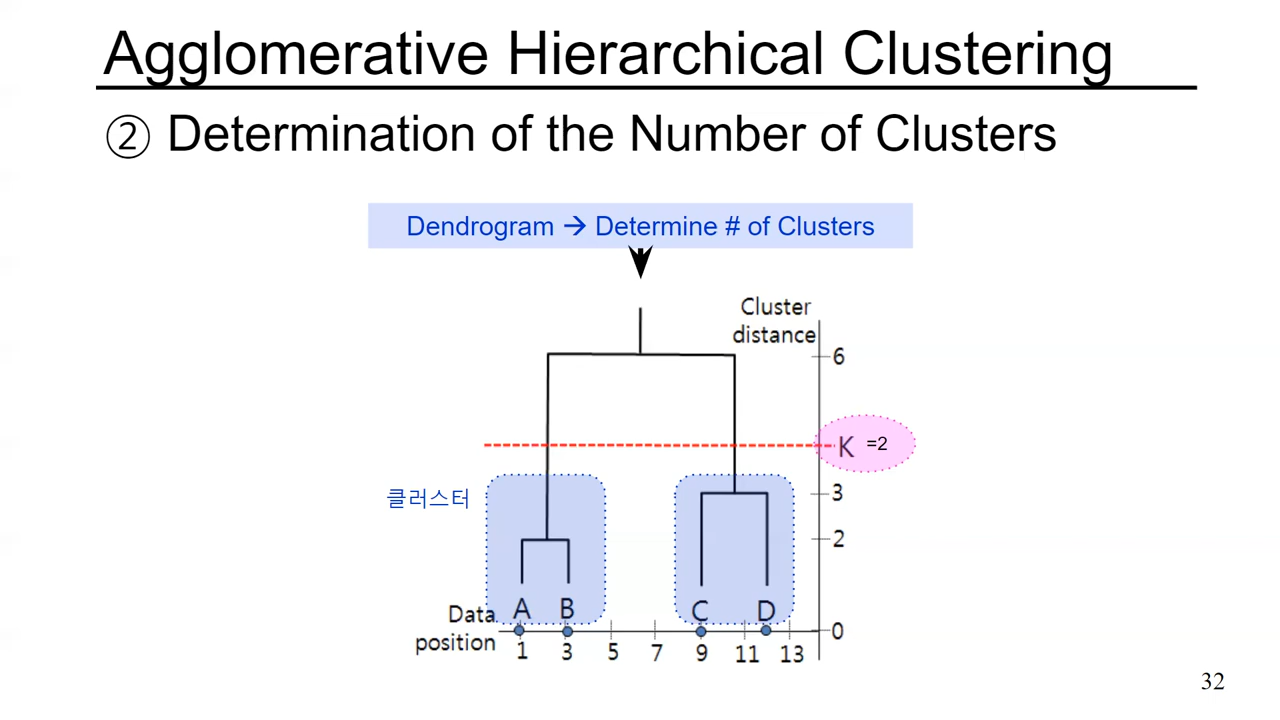 Agglomerative Hierarchical Clustering
② Determination of the Number of Clusters
Dendrogram → Determine # of Clusters
Cluster
distance
6
K =2
3
클러스터
2
A B C D
Data
position
0
1 3 5 7 9 11 13
32